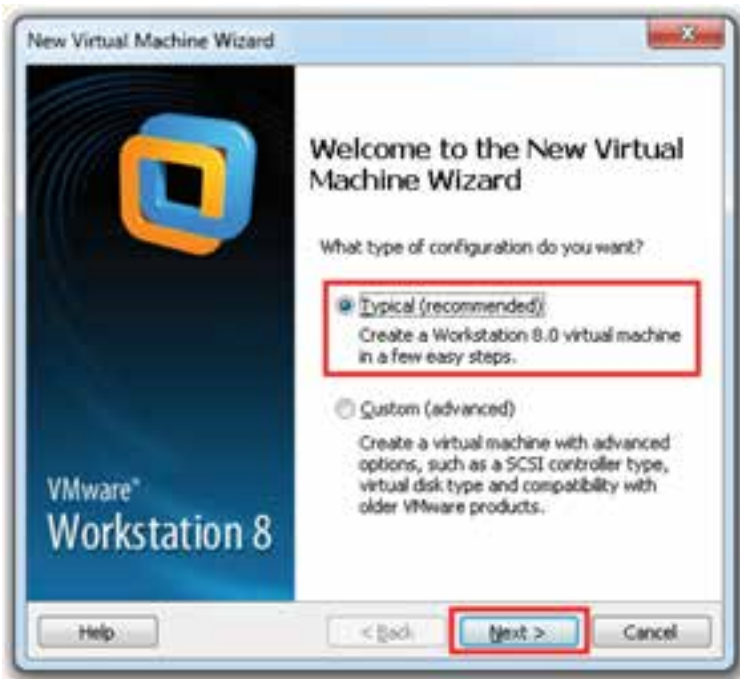 New Virtual Machine Wizard
Welcome to the New Virtual
Machine Wizard
What type of configuration do you want?
Typical (recommended)
Create a Workstation 8.0 virtual machine
in a few easy steps.
Custom (advanced)
Create a virtual machine with advanced
options, such as a SCSI controller type,
virtual disk type and compatibility with
older VMware products.
VMware®
Workstation 8
Help
< Back
Next >
Cancel